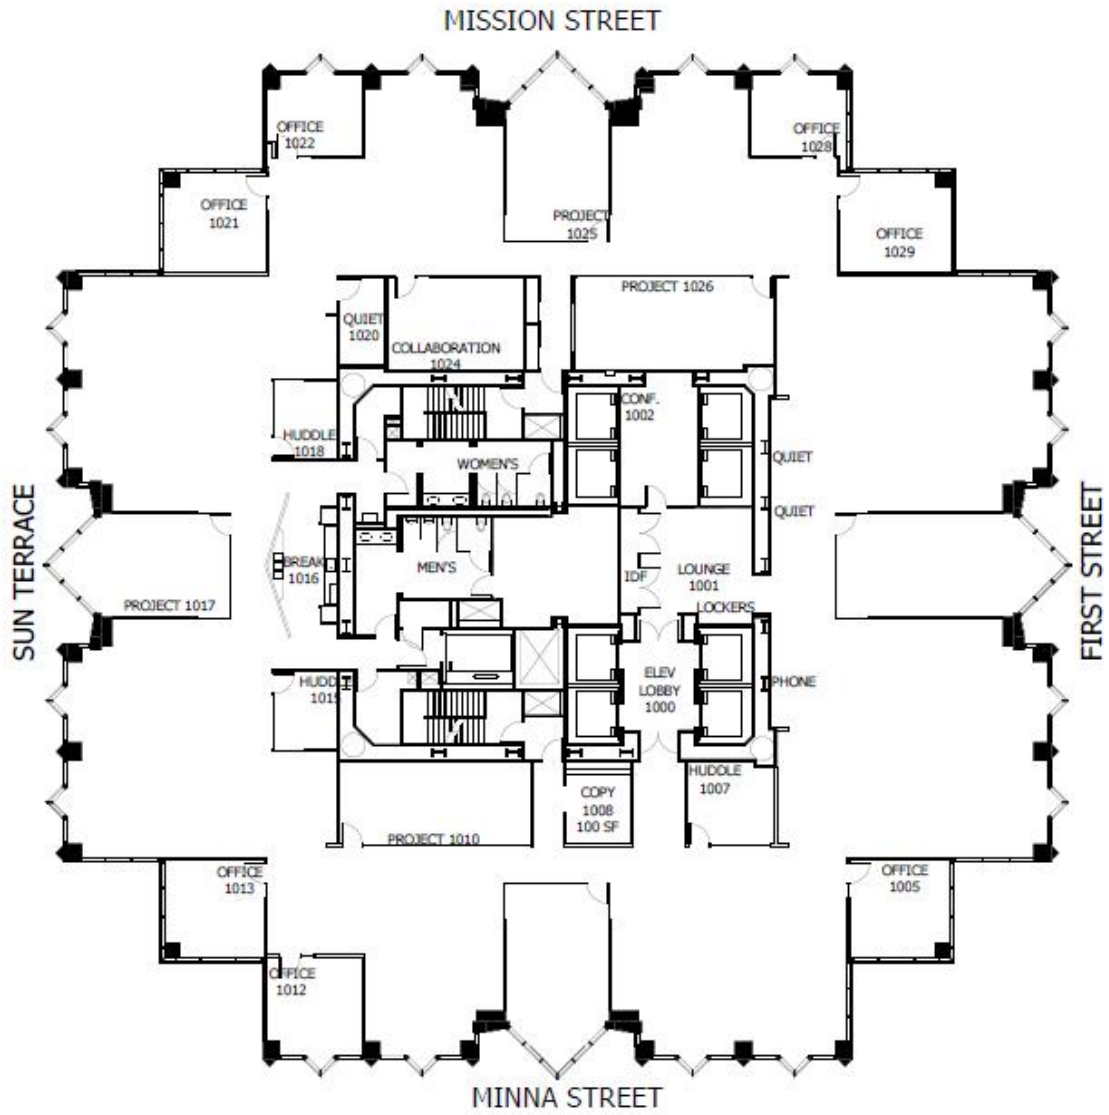 MISSION STREET
OFFICE
1022
OFFICE
1028
OFFICE
1021
PROJECT
1025
OFFICE
1029
PROJECT 1026
QUIET
1020
COLLABORATION
1024
CONF.
1002
HUDDLE
1018
WOMEN'S
QUIET
QUIET
SUN TERRACE
FIRST STREET
BREAK
1016
MEN'S
IDF
LOUNGE
1001
PROJECT 1017
LOCKERS
ELEV
LOBBY
1000
HUDD
1015
PHONE
HUDDLE
1007
COPY
1008
100 SF
PROJECT 1010
OFFICE
1013
OFFICE
1005
OFFICE
1012
MINNA STREET